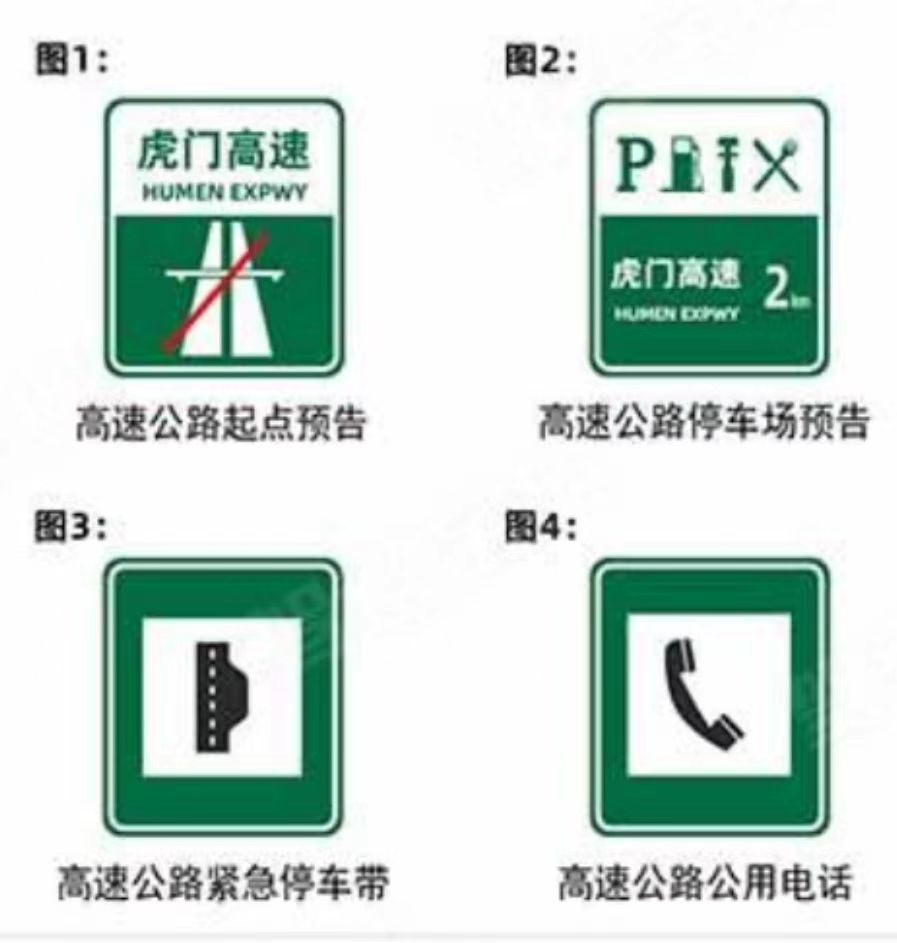 图1:
图2:
虎门高速
HUMEN EXPWY
P
虎门高速
HUMEN EXPWY
2km
高速公路起点预告
高速公路停车场预告
图3:
图4:
高速公路紧急停车带
高速公路公用电话